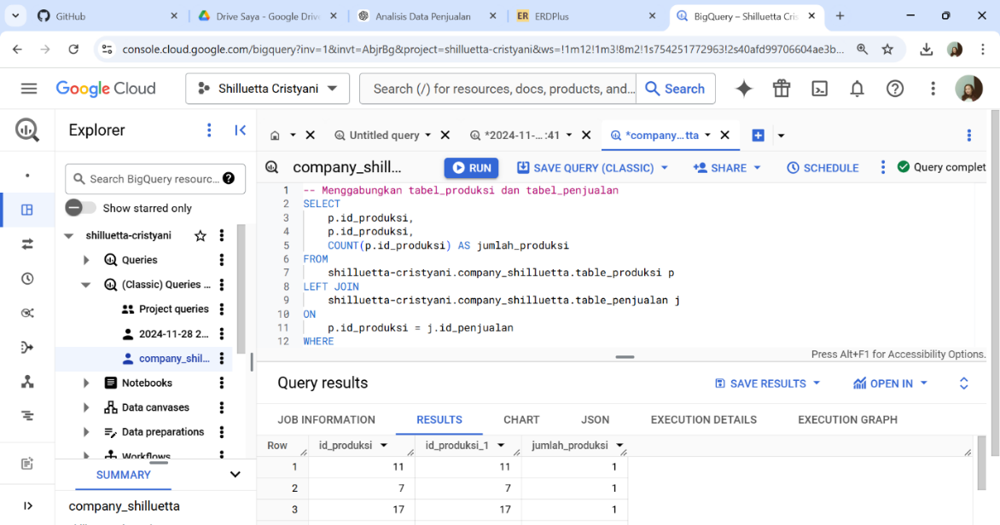 GitHub
Drive Saya - Google Drive
Analisis Data Penjualan
ER ERDPlus
BigQuery – Shilluetta Cris
console.cloud.google.com/bigquery?inv=1&invt=AbjrBg&project=shilluetta-cristyani&ws=!1m12!1m3!8m2!1s754251772963!2s40afd99706604ae3b...
Google Cloud
Shilluetta Cristyani
Search (/) for resources, docs, products, and...
Search
Explorer
Untitled query
*2024-11-...:41
*company...tta
Search BigQuery resourc...
Show starred only
company_shill...
RUN
SAVE QUERY (CLASSIC)
SHARE
SCHEDULE
Query complet
shilluetta-cristyani
Queries
(Classic) Queries ...
Project queries
2024-11-28 2...
company_shil...
Notebooks
Data canvases
Data preparations
Workflows
SUMMARY
company_shilluetta
1 -- Menggabungkan tabel_produksi dan tabel_penjualan
2 SELECT
3 p.id_produksi,
4 p.id_produksi,
5 COUNT(p.id_produksi) AS jumlah_produksi
6 FROM
7 shilluetta-cristyani.company_shilluetta.table_produksi p
8 LEFT JOIN
9 shilluetta-cristyani.company_shilluetta.table_penjualan j
10 ON
11 p.id_produksi = j.id_penjualan
12 WHERE
Press Alt+F1 for Accessibility Options.
Query results
SAVE RESULTS
OPEN IN
JOB INFORMATION
RESULTS
CHART
JSON
EXECUTION DETAILS
EXECUTION GRAPH
Row id_produksi id_produksi_1 jumlah_produksi
1 11 11 1
2 7 7 1
3 17 17 1